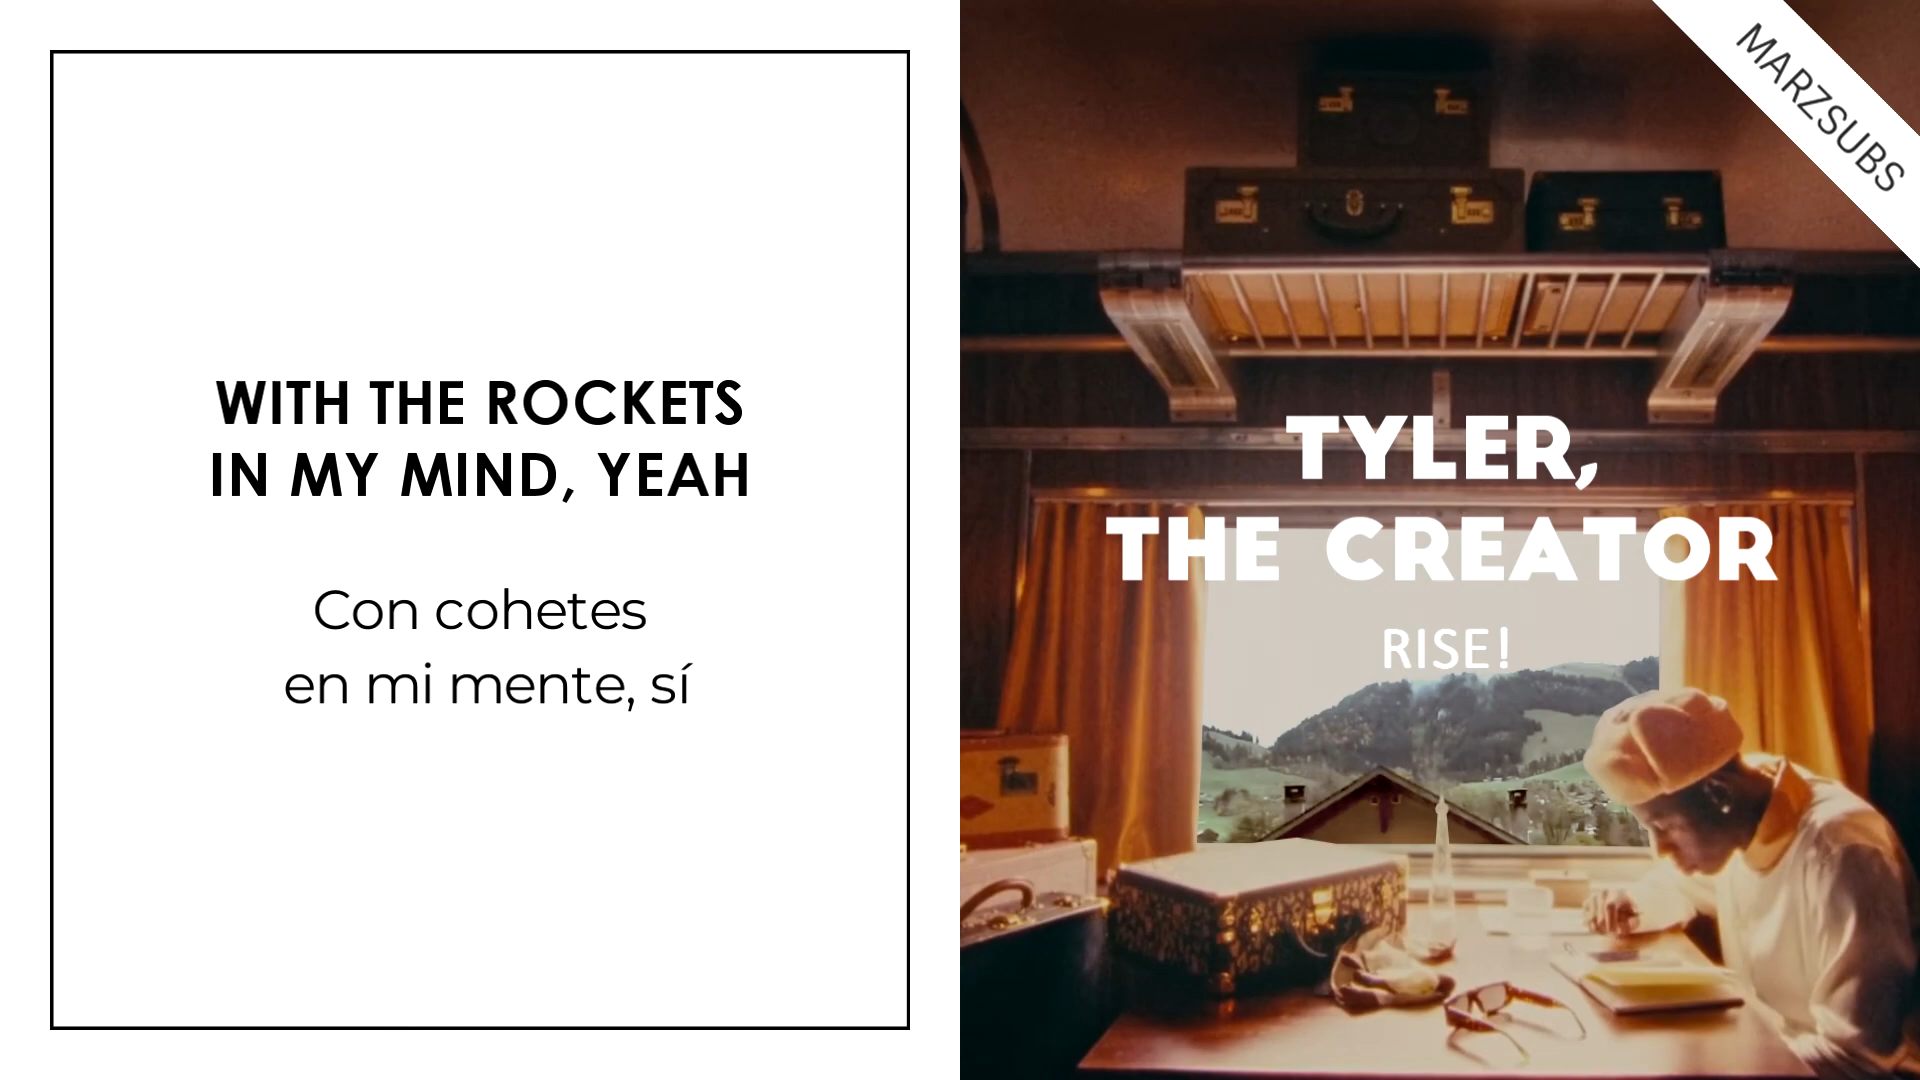 WITH THE ROCKETS
IN MY MIND, YEAH
Con cohetes
en mi mente, sí
TYLER,
THE CREATOR
RISE!
MARZSUBS